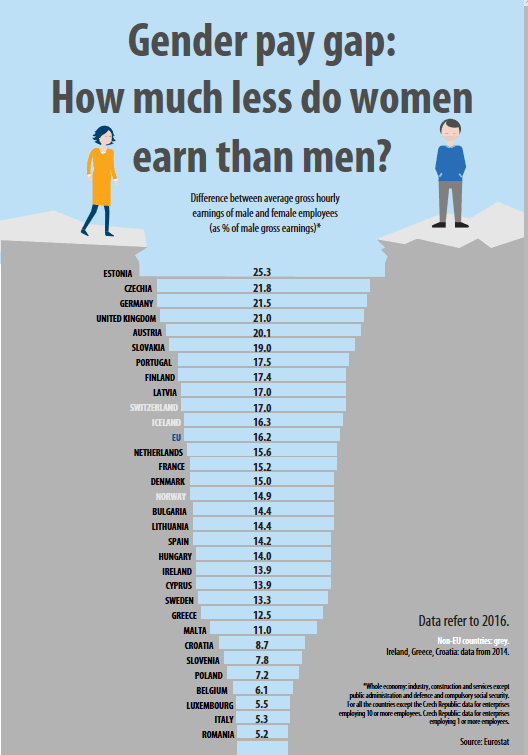 Gender pay gap:
How much less do women
earn than men?
Difference between average gross hourly
earnings of male and female employees
(as % of male gross earnings)*
ESTONIA 25.3
CZECHIA 21.8
GERMANY 21.5
UNITED KINGDOM 21.0
AUSTRIA 20.1
SLOVAKIA 19.0
PORTUGAL 17.5
FINLAND 17.4
LATVIA 17.0
SWITZERLAND 17.0
ICELAND 16.3
EU 16.2
NETHERLANDS 15.6
FRANCE 15.2
DENMARK 15.0
NORWAY 14.9
BULGARIA 14.4
LITHUANIA 14.4
SPAIN 14.2
HUNGARY 14.0
IRELAND 13.9
CYPRUS 13.9
SWEDEN 13.3
GREECE 12.5
MALTA 11.0
CROATIA 8.7
SLOVENIA 7.8
POLAND 7.2
BELGIUM 6.1
LUXEMBOURG 5.5
ITALY 5.3
ROMANIA 5.2
Data refer to 2016.
Non-EU countries: grey.
Ireland, Greece, Croatia: data from 2014.
*Whole economy: industry, construction and services except
public administration and defence and compulsory social security.
For all the countries except the Czech Republic: data for enterprises
employing 10 or more employees. Czech Republic: data for enterprises
employing 1 or more employees.
Source: Eurostat